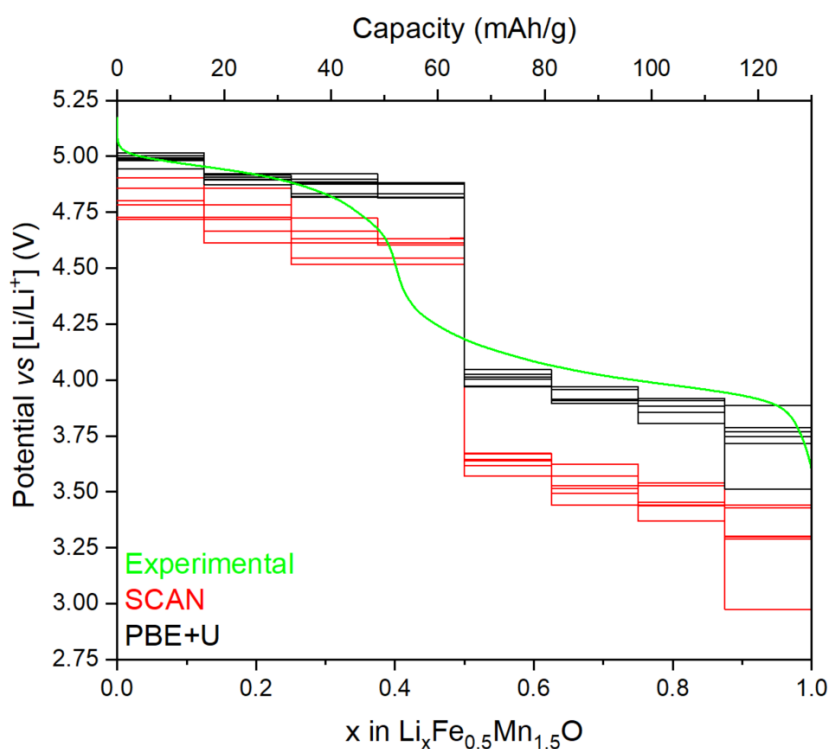 Capacity (mAh/g)
0 20 40 60 80 100 120
5.25
5.00
4.75
4.50
4.25
4.00
3.75
3.50
3.25
3.00
2.75
Potential vs [Li/Li⁺] (V)
Experimental
SCAN
PBE+U
0.0 0.2 0.4 0.6 0.8 1.0
x in LiₓFe₀.₅Mn₁.₅O